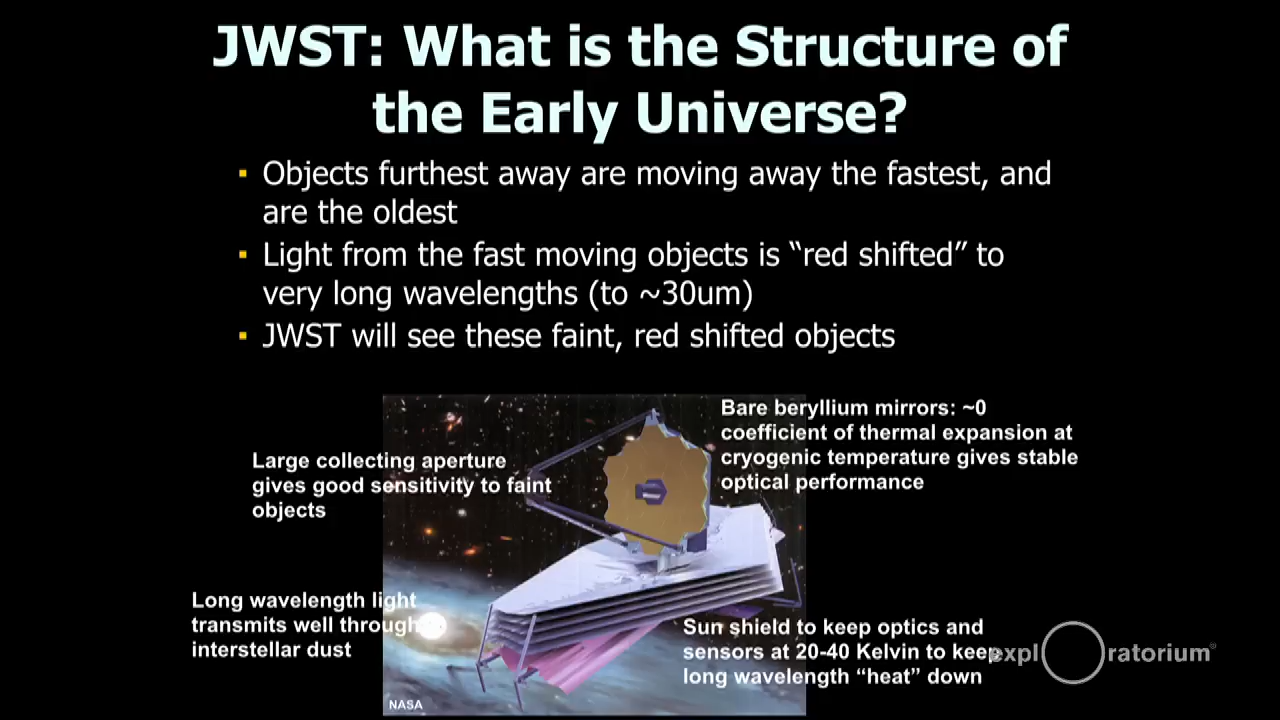 JWST: What is the Structure of
the Early Universe?
▪ Objects furthest away are moving away the fastest, and
are the oldest
▪ Light from the fast moving objects is “red shifted” to
very long wavelengths (to ~30um)
▪ JWST will see these faint, red shifted objects
Bare beryllium mirrors: ~0
coefficient of thermal expansion at
cryogenic temperature gives stable
optical performance
Large collecting aperture
gives good sensitivity to faint
objects
Long wavelength light
transmits well through
interstellar dust
Sun shield to keep optics and
sensors at 20-40 Kelvin to keep
long wavelength “heat” down
NASA
expl ratorium®